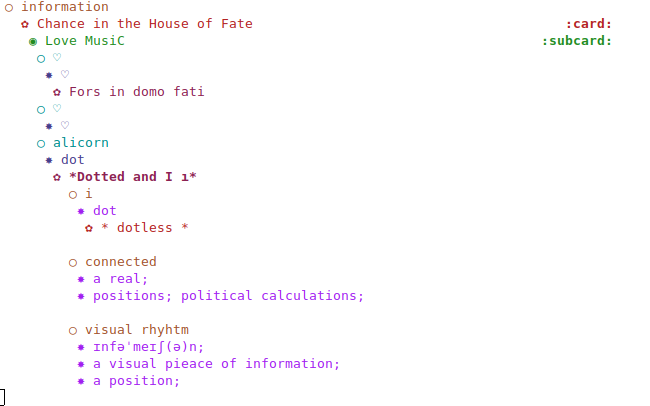 ○ information
✿ Chance in the House of Fate :card:
◉ Love MusiC :subcard:
○ ♡
✸ ♡
✿ Fors in domo fati
○ ♡
✸ ♡
○ alicorn
✸ dot
✿ *Dotted and I ı*
○ i
✸ dot
✿ * dotless *
○ connected
✸ a real;
✸ positions; political calculations;
○ visual rhyhtm
✸ ɪnfəˈmeɪʃ(ə)n;
✸ a visual pieace of information;
✸ a position;